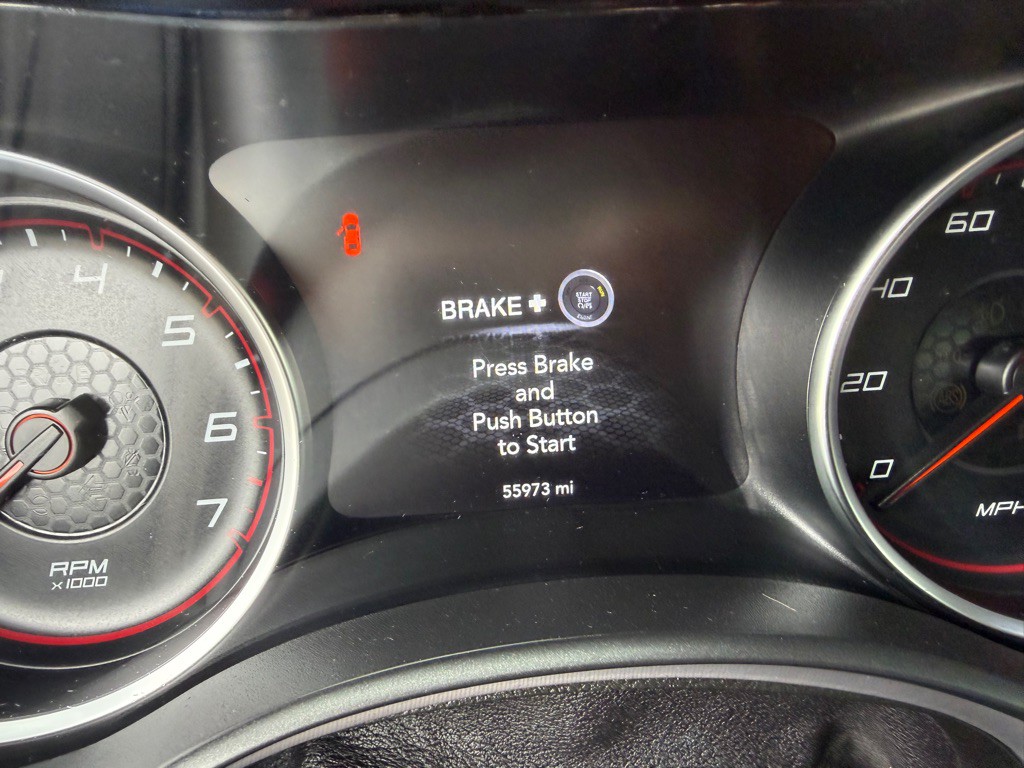 4
5
6
7
RPM
x1000
BRAKE +
START
STOP
ENGINE
Press Brake
and
Push Button
to Start
55973 mi
60
40
20
0
MPH